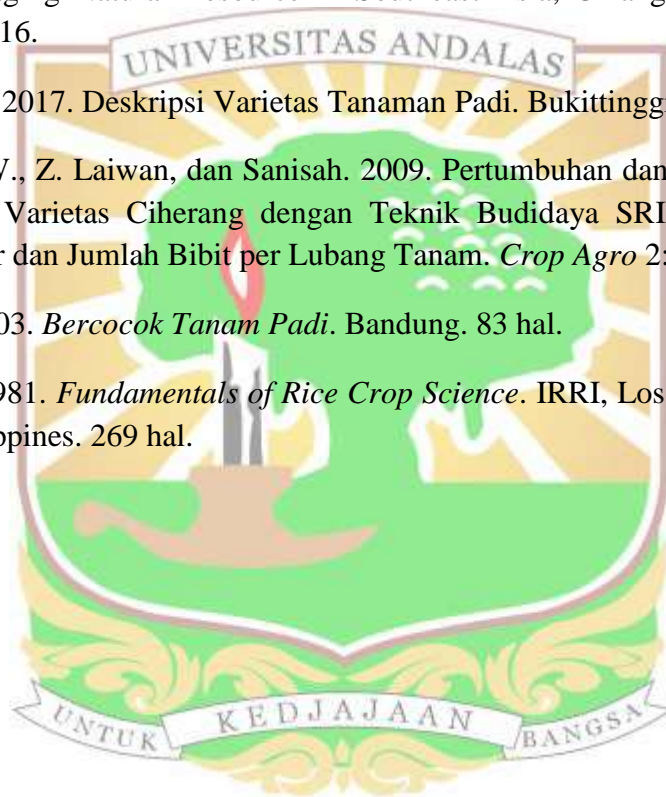 16.
UNIVERSITAS ANDALAS
2017. Deskripsi Varietas Tanaman Padi. Bukittinggi
V., Z. Laiwan, dan Sanisah. 2009. Pertumbuhan dan
Varietas Ciherang dengan Teknik Budidaya SRI
dan Jumlah Bibit per Lubang Tanam. Crop Agro 2:
03. Bercocok Tanam Padi. Bandung. 83 hal.
981. Fundamentals of Rice Crop Science. IRRI, Los
ppines. 269 hal.
UNTUK KEDJAJAAN BANGSA